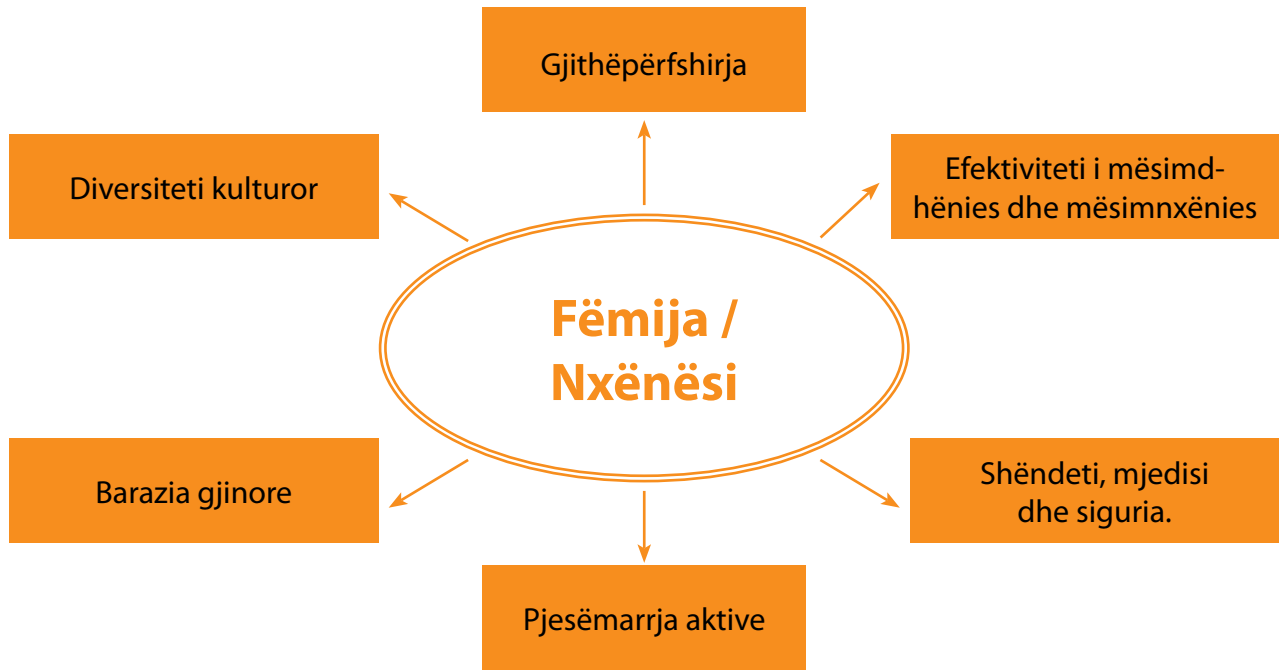 Gjithëpërfshirja
Diversiteti kulturor
Efektiviteti i mësimd-
hënies dhe mësimnxënies
Fëmija /
Nxënësi
Barazia gjinore
Shëndeti, mjedisi
dhe siguria.
Pjesëmarrja aktive